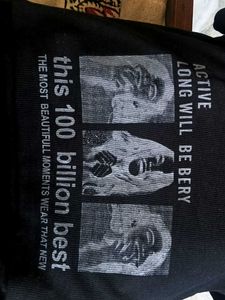 ACTIVE
LONG WILL BE BERY
this 100 billion best
THE MOST BEAUTIFULL MOMENTS WEAR THAT NEW